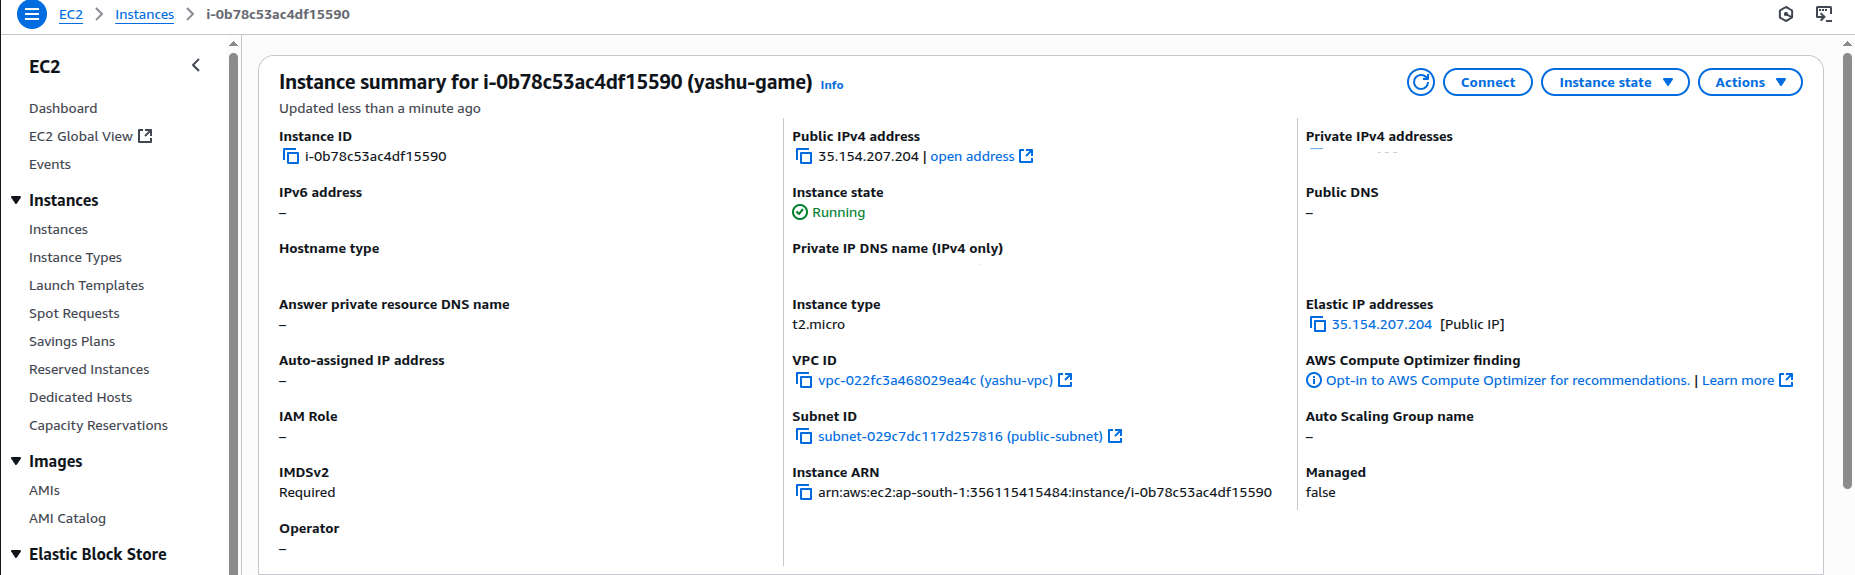 EC2 > Instances > i-0b78c53ac4df15590
EC2
Dashboard
EC2 Global View
Events
Instances
Instances
Instance Types
Launch Templates
Spot Requests
Savings Plans
Reserved Instances
Dedicated Hosts
Capacity Reservations
Images
AMIs
AMI Catalog
Elastic Block Store
Instance summary for i-0b78c53ac4df15590 (yashu-game) Info
Updated less than a minute ago
Connect
Instance state
Actions
Instance ID
i-0b78c53ac4df15590
Public IPv4 address
35.154.207.204 | open address
Private IPv4 addresses
IPv6 address
–
Instance state
Running
Public DNS
–
Hostname type
Private IP DNS name (IPv4 only)
Answer private resource DNS name
–
Instance type
t2.micro
Elastic IP addresses
35.154.207.204 [Public IP]
Auto-assigned IP address
–
VPC ID
vpc-022fc3a468029ea4c (yashu-vpc)
AWS Compute Optimizer finding
Opt-in to AWS Compute Optimizer for recommendations. | Learn more
IAM Role
–
Subnet ID
subnet-029c7dc117d257816 (public-subnet)
Auto Scaling Group name
–
IMDSv2
Required
Instance ARN
arn:aws:ec2:ap-south-1:356115415484:instance/i-0b78c53ac4df15590
Managed
false
Operator
–